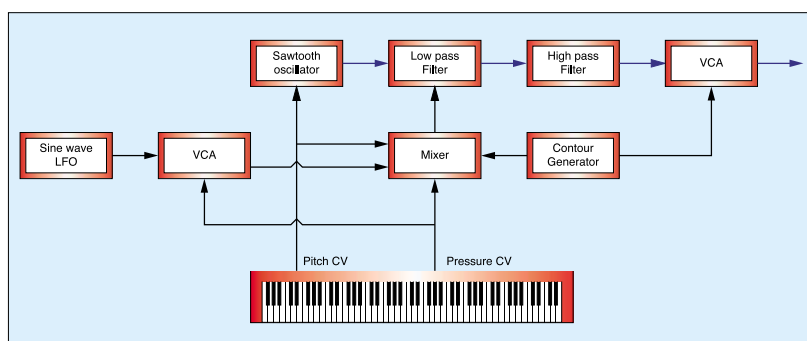 Sawtooth
oscillator
Low pass
Filter
High pass
Filter
VCA
Sine wave
LFO
VCA
Mixer
Contour
Generator
Pitch CV
Pressure CV